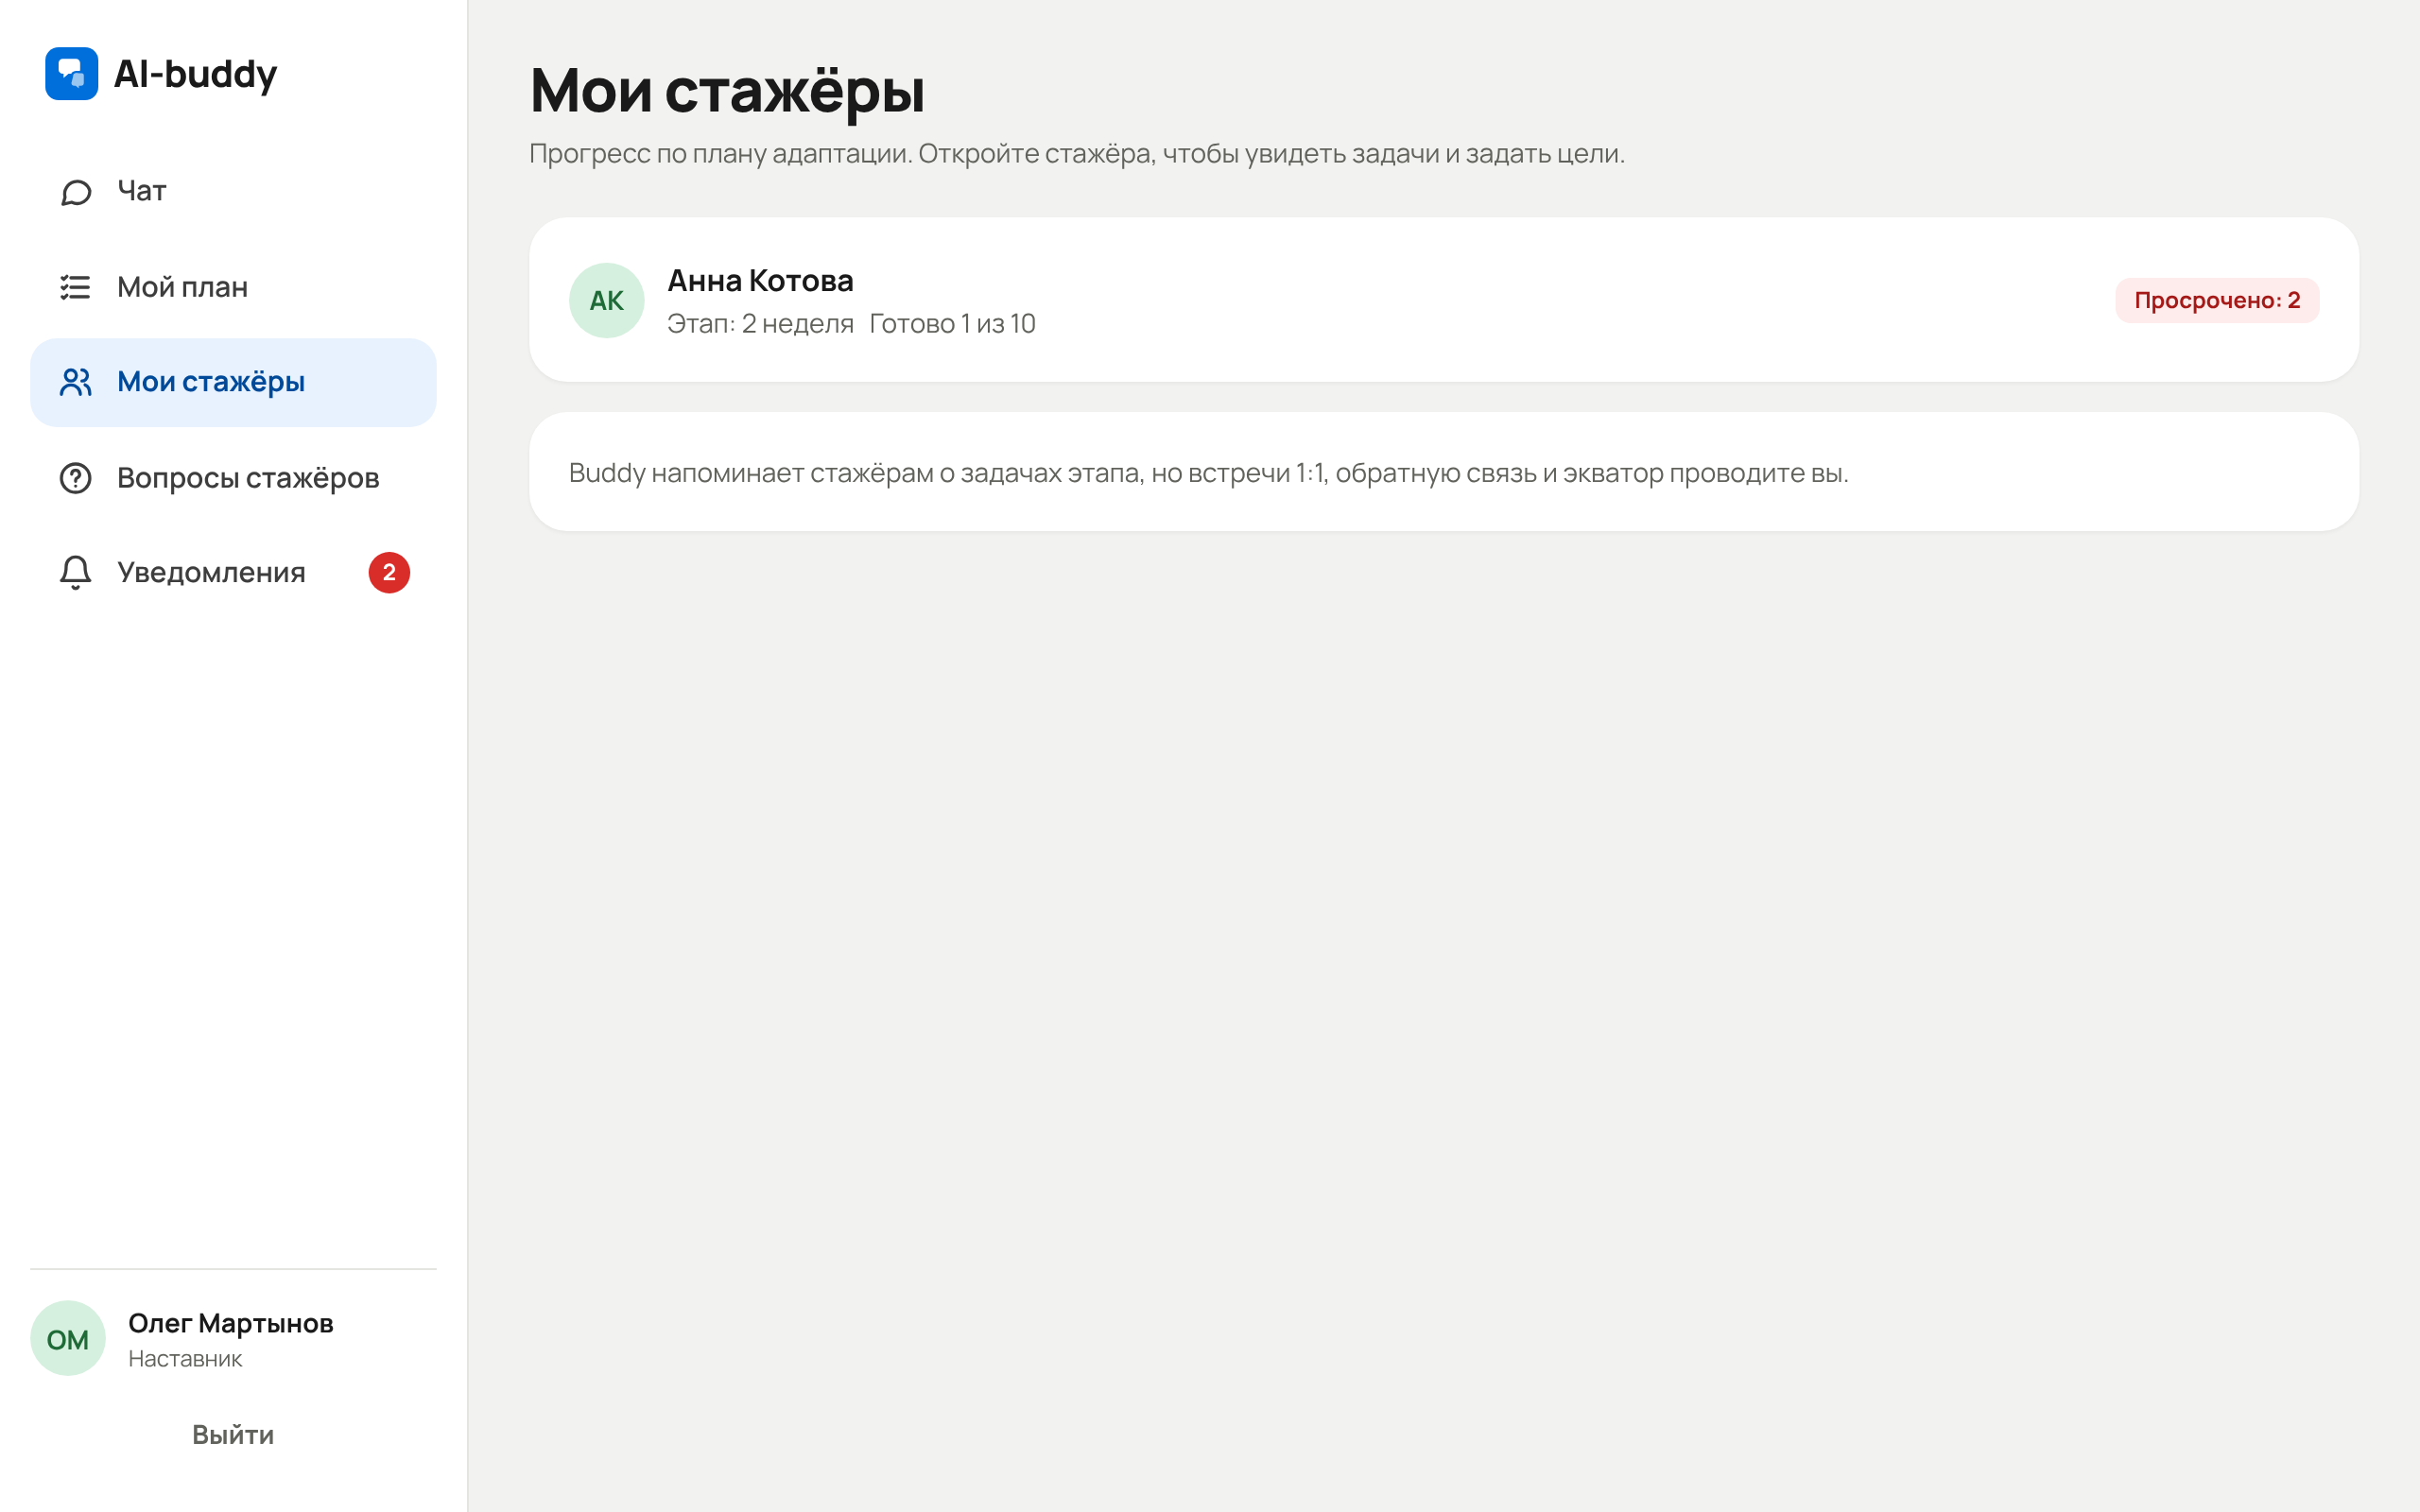 AI-buddy
Чат
Мой план
Мои стажёры
Вопросы стажёров
Уведомления 2
Олег Мартынов
ОМ
Наставник
Выйти
Мои стажёры
Прогресс по плану адаптации. Откройте стажёра, чтобы увидеть задачи и задать цели.
АК
Анна Котова
Этап: 2 неделя Готово 1 из 10
Просрочено: 2
Buddy напоминает стажёрам о задачах этапа, но встречи 1:1, обратную связь и экватор проводите вы.